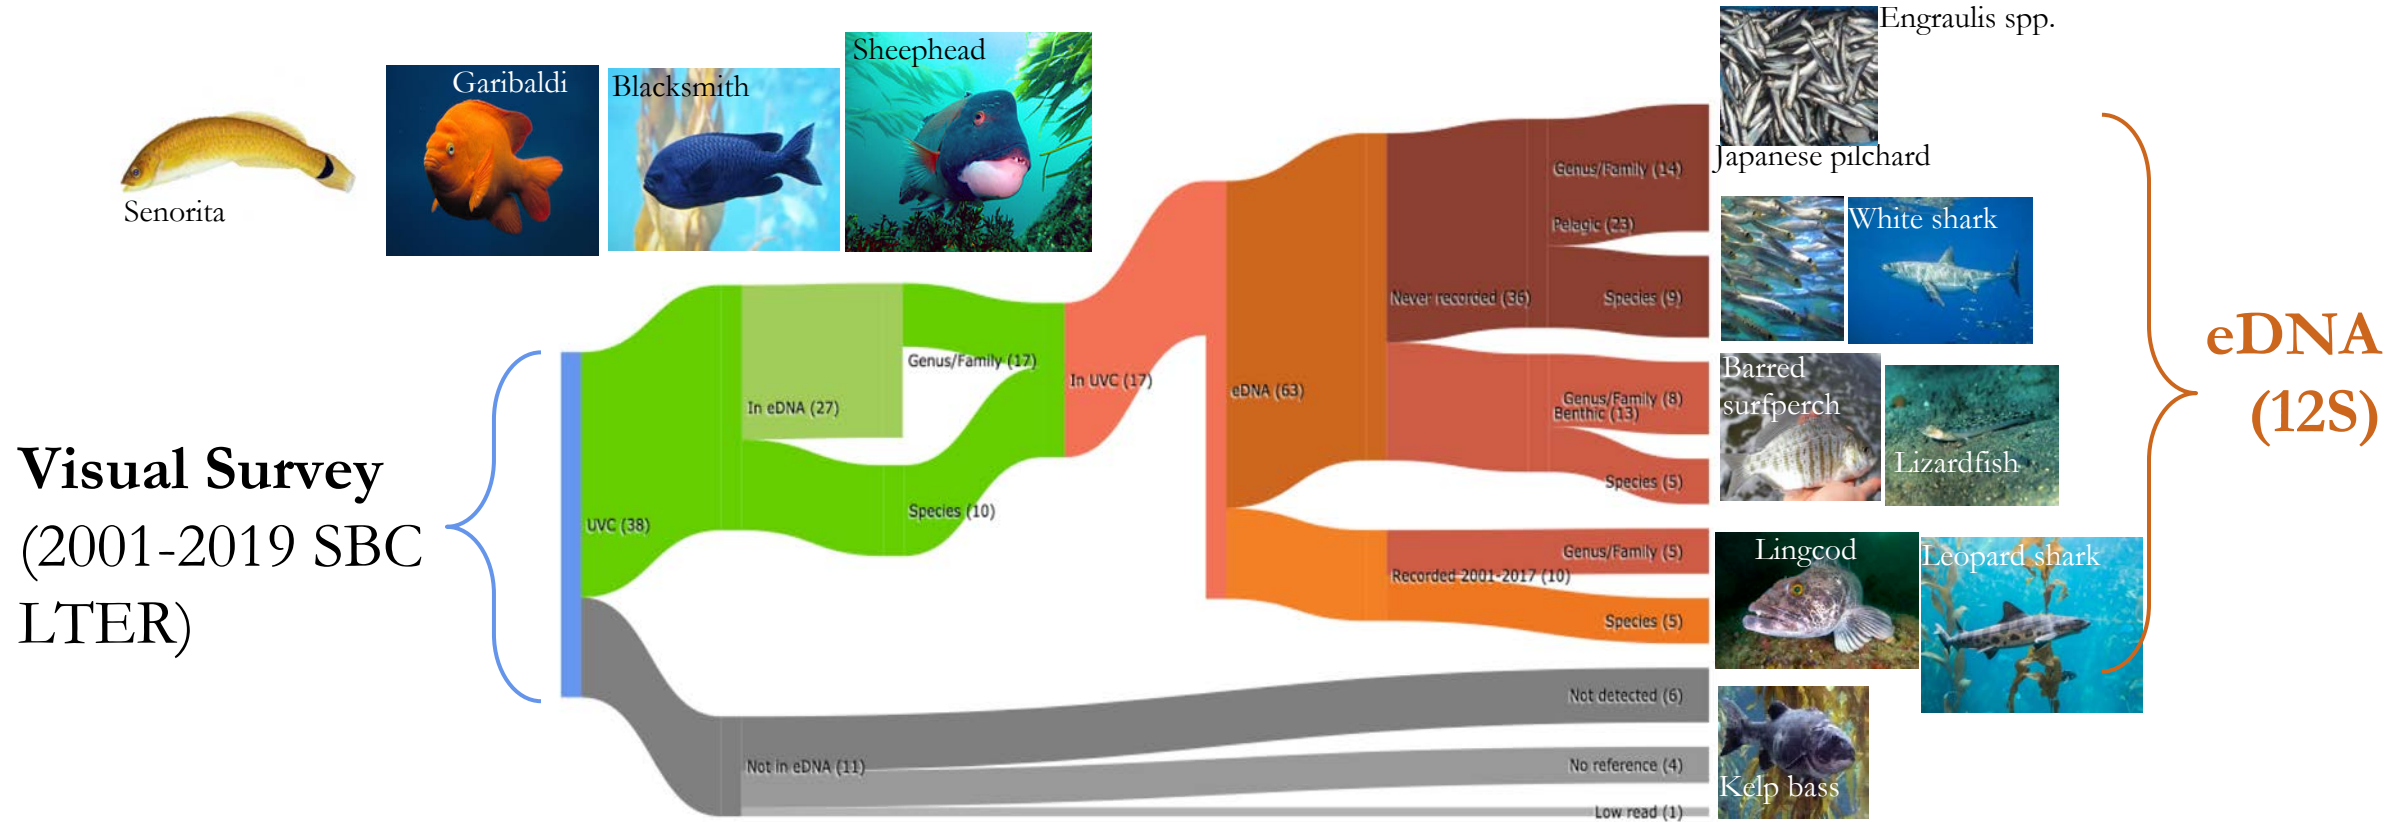 Engraulis spp.
Sheephead
Garibaldi
Blacksmith
Japanese pilchard
Senorita
White shark
Genus/Family (14)
Pelagic (23)
Never recorded (36)
Species (9)
eDNA
(12S)
Barred
surfperch
Lizardfish
Genus/Family (17)
In UVC (17)
eDNA (63)
Genus/Family (8)
Benthic (13)
In eDNA (27)
Species (5)
Visual Survey
(2001-2019 SBC
LTER)
UVC (38)
Species (10)
Lingcod
Leopard shark
Genus/Family (5)
Recorded 2001-2017 (10)
Species (5)
Not detected (6)
Not in eDNA (11)
No reference (4)
Kelp bass
Low read (1)